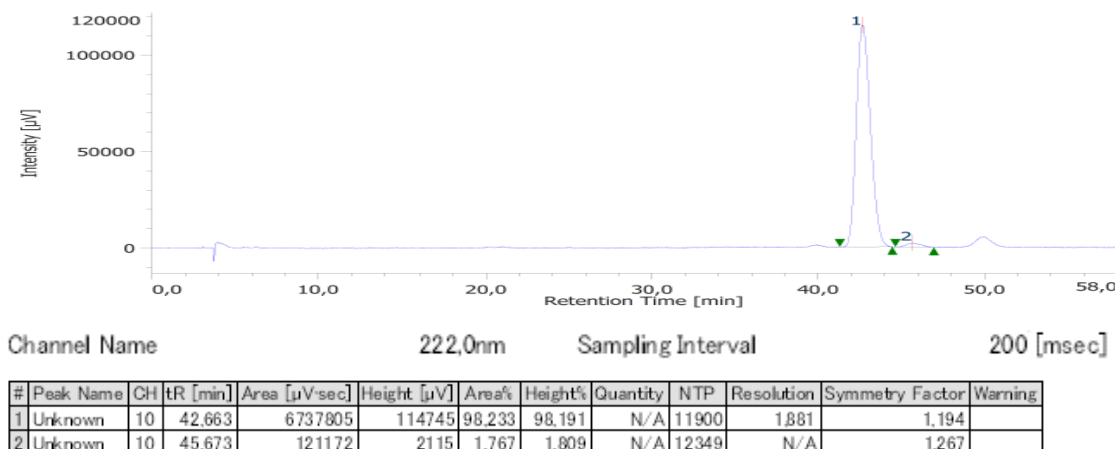 120000
1
100000
Intensity [µV]
50000
2
0
0,0 10,0 20,0 40,0 50,0 58,0
Retention Time [min]
Channel Name 222,0nm Sampling Interval 200 [msec]
# Peak Name CH tR [min] Area [µV·sec] Height [µV] Area% Height% Quantity NTP Resolution Symmetry Factor Warning
1 Unknown 10 42,663 6737805 114745 98,233 98,191 N/A 11900 1,881 1,194
2 Unknown 10 45,673 121172 2115 1,767 1,809 N/A 12349 N/A 1,267